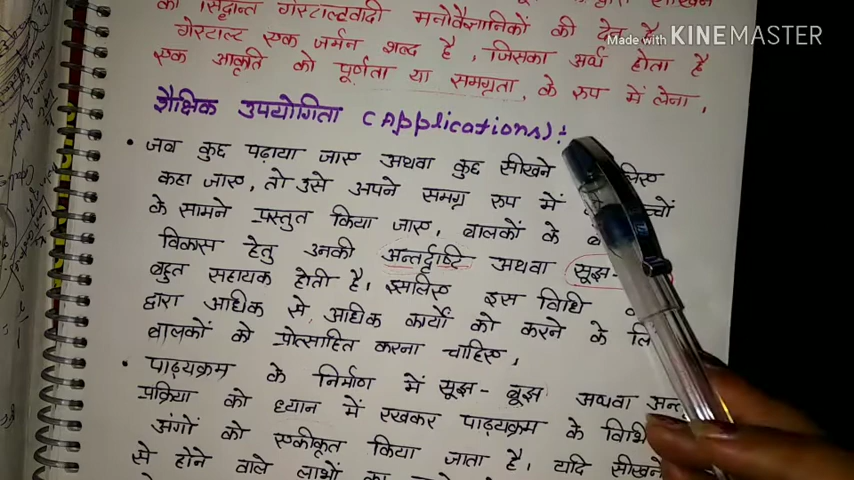 का सिद्धान्त गेस्टाल्टवादी मनोवैज्ञानिकों की देन है
Made with KINEMASTER
गेस्टाल्ट एक जर्मन शब्द है, जिसका अर्थ होता है
एक आकृति को पूर्णता या समग्रता, के रूप में लेना,
शैक्षिक उपयोगिता (Applications):-
• जब कुछ पढ़ाया जाए अथवा कुछ सीखने
कहा जाए, तो उसे अपने समग्र रूप में
के सामने प्रस्तुत किया जाए, बालकों के
विकास हेतु उनकी अन्तर्दृष्टि अथवा सूझ-
बहुत सहायक होती है, इसलिए इस विधि
द्वारा अधिक से अधिक कार्यों को करने के
बालकों को प्रोत्साहित करना चाहिए,
• पाठ्यक्रम के निर्माण में सूझ-बूझ अथवा
प्रक्रिया को ध्यान में रखकर पाठ्यक्रम के
अंगों को एकीकृत किया जाता है, यदि
से होने वाले लाभों का